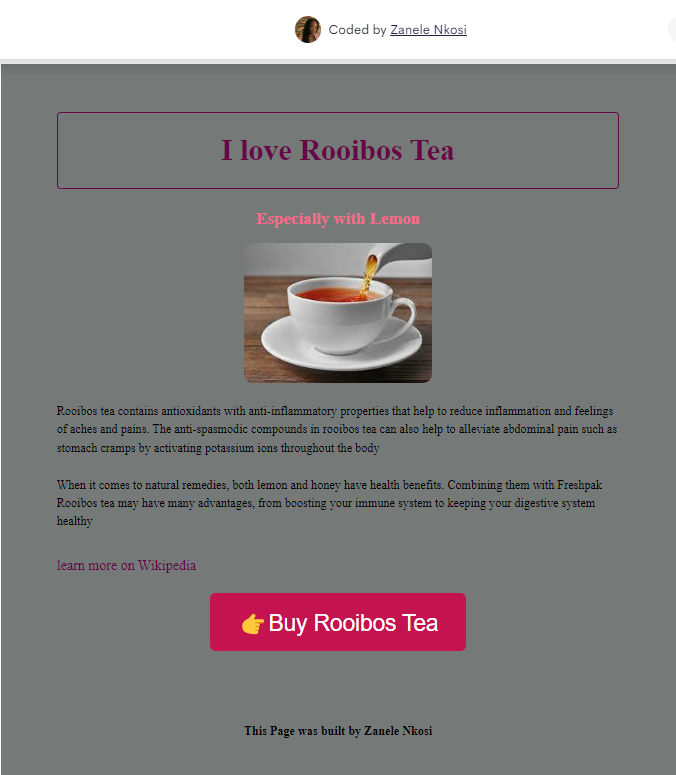 Coded by Zanele Nkosi
I love Rooibos Tea
Especially with Lemon
Rooibos tea contains antioxidants with anti-inflammatory properties that help to reduce inflammation and feelings
of aches and pains. The anti-spasmodic compounds in rooibos tea can also help to alleviate abdominal pain such as
stomach cramps by activating potassium ions throughout the body
When it comes to natural remedies, both lemon and honey have health benefits. Combining them with Freshpak
Rooibos tea may have many advantages, from boosting your immune system to keeping your digestive system
healthy
learn more on Wikipedia
👉Buy Rooibos Tea
This Page was built by Zanele Nkosi